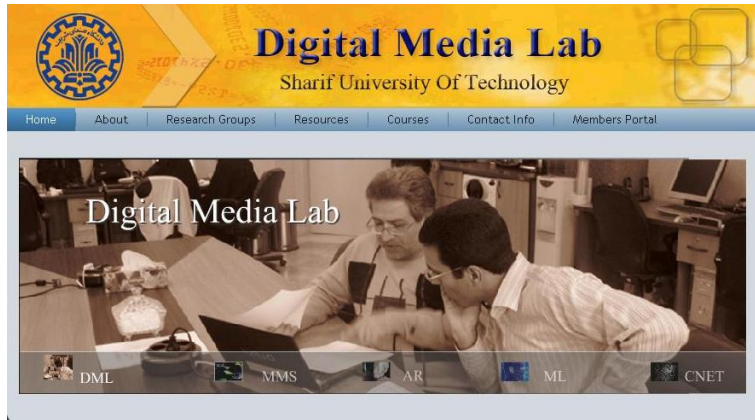 Digital Media Lab
Sharif University Of Technology
Home About Research Groups Resources Courses Contact Info Members Portal
Digital Media Lab
DML MMS AR ML CNET